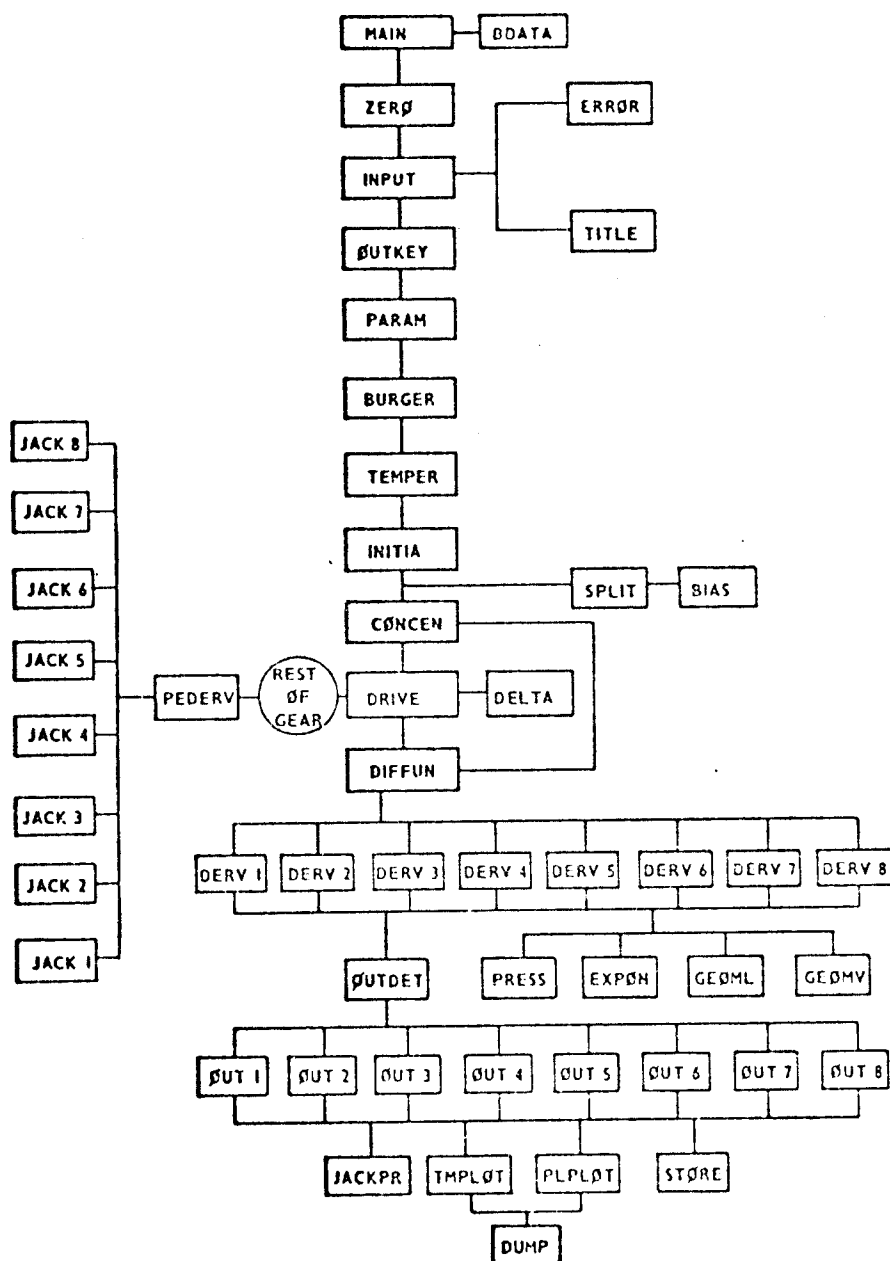 MAIN
BDATA
ZERØ
ERRØR
INPUT
TITLE
ØUTKEY
PARAM
BURGER
JACK 8
TEMPER
JACK 7
INITIA
JACK 6
SPLIT
BIAS
CØNCEN
JACK 5
PEDERV
REST
ØF
GEAR
DRIVE
DELTA
JACK 4
DIFFUN
JACK 3
DERV 1
DERV 2
DERV 3
DERV 4
DERV 5
DERV 6
DERV 7
DERV 8
JACK 2
JACK 1
ØUTDET
PRESS
EXPØN
GEØML
GEØMV
ØUT 1
ØUT 2
ØUT 3
ØUT 4
ØUT 5
ØUT 6
ØUT 7
ØUT 8
JACKPR
TMPLØT
PLPLØT
STØRE
DUMP